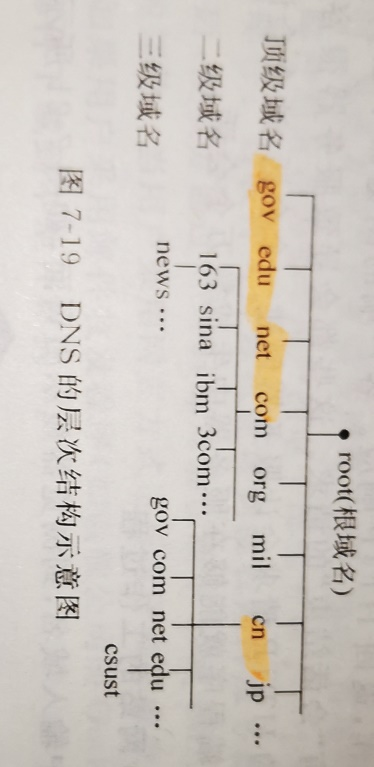 root(根域名)
顶级域名 gov edu net com org mil cn jp …
二级域名 163 sina ibm 3com…
gov com net edu …
三级域名 news …
csust
图 7-19 DNS 的层次结构示意图